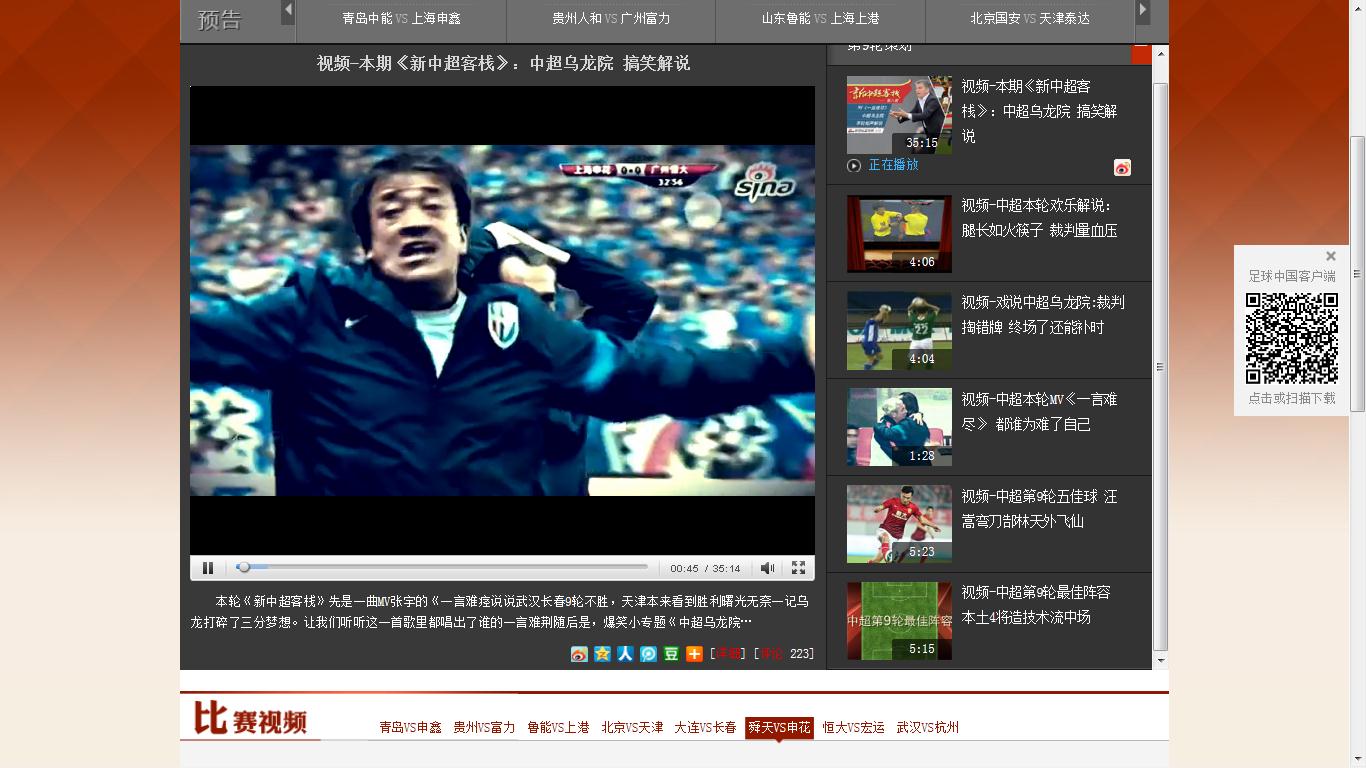 预告
青岛中能 VS 上海申鑫
贵州人和 VS 广州富力
山东鲁能 VS 上海上港
北京国安 VS 天津泰达
视频-本期《新中超客栈》：中超乌龙院 搞笑解说
上海申花 0-0 广州恒大
32:56
sina
00:45 / 35:14
本轮《新中超客栈》先是一曲MV张宇的《一言难痉说说武汉长春9轮不胜，天津本来看到胜利曙光无奈一记乌
龙打碎了三分梦想。让我们听听这一首歌里都唱出了谁的一言难荆随后是，爆笑小专题《中超乌龙院…
[详细] [评论 223]
第9轮策划
35:15
视频-本期《新中超客
栈》：中超乌龙院 搞笑解
说
正在播放
4:06
视频-中超本轮欢乐解说：
腿长如火筷子 裁判量血压
4:04
视频-戏说中超乌龙院:裁判
掏错牌 终场了还能补时
1:28
视频-中超本轮MV《一言难
尽》 都谁为难了自己
5:23
视频-中超第9轮五佳球 汪
嵩弯刀郜林天外飞仙
中超第9轮最佳阵容
5:15
视频-中超第9轮最佳阵容
本土4将造技术流中场
足球中国客户端
点击或扫描下载
比赛视频
青岛VS申鑫 贵州VS富力 鲁能VS上港 北京VS天津 大连VS长春 舜天VS申花 恒大VS宏运 武汉VS杭州